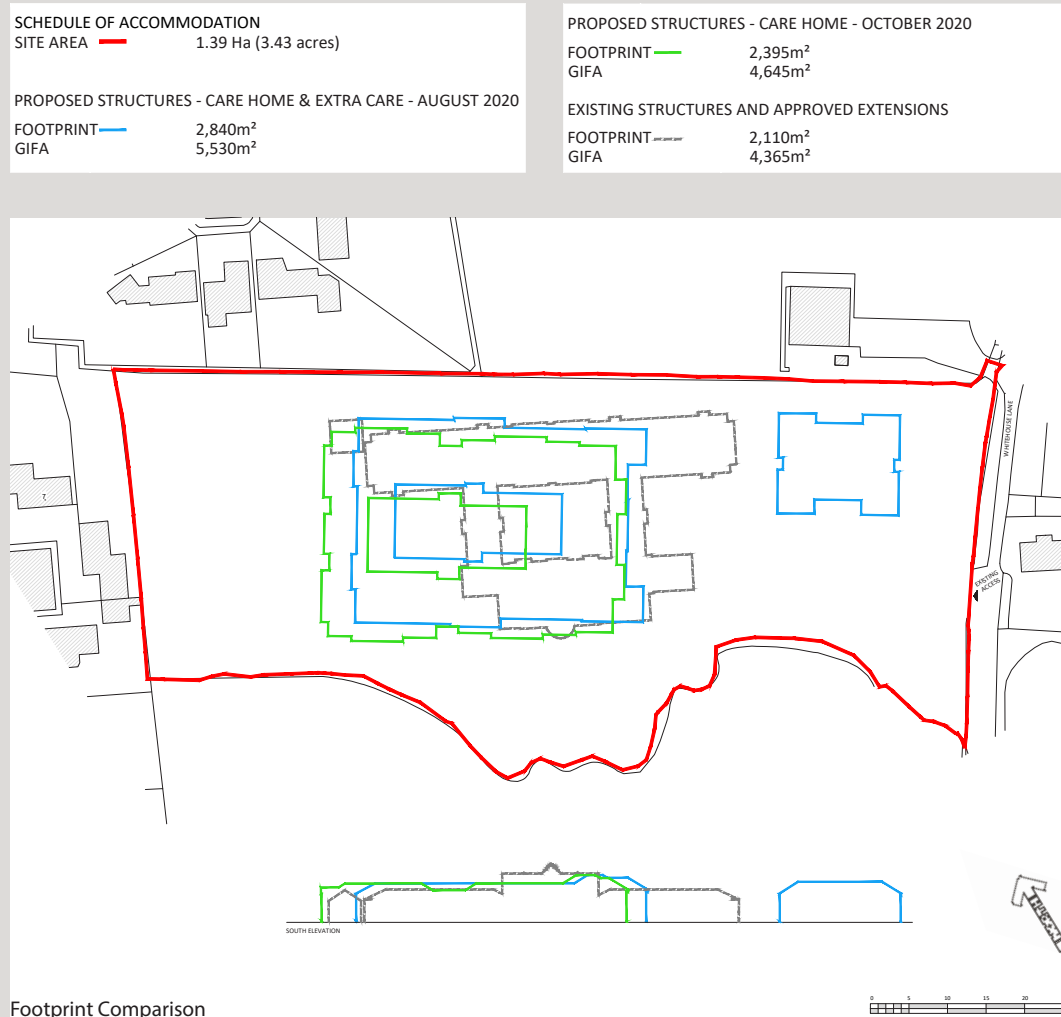 SCHEDULE OF ACCOMMODATION
SITE AREA 1.39 Ha (3.43 acres)
PROPOSED STRUCTURES - CARE HOME & EXTRA CARE - AUGUST 2020
FOOTPRINT 2,840m²
GIFA 5,530m²
PROPOSED STRUCTURES - CARE HOME - OCTOBER 2020
FOOTPRINT 2,395m²
GIFA 4,645m²
EXISTING STRUCTURES AND APPROVED EXTENSIONS
FOOTPRINT 2,110m²
GIFA 4,365m²
WHITEHOUSE LANE
7
EXISTING
ACCESS
SOUTH ELEVATION
Footprint Comparison
0 5 10 15 20